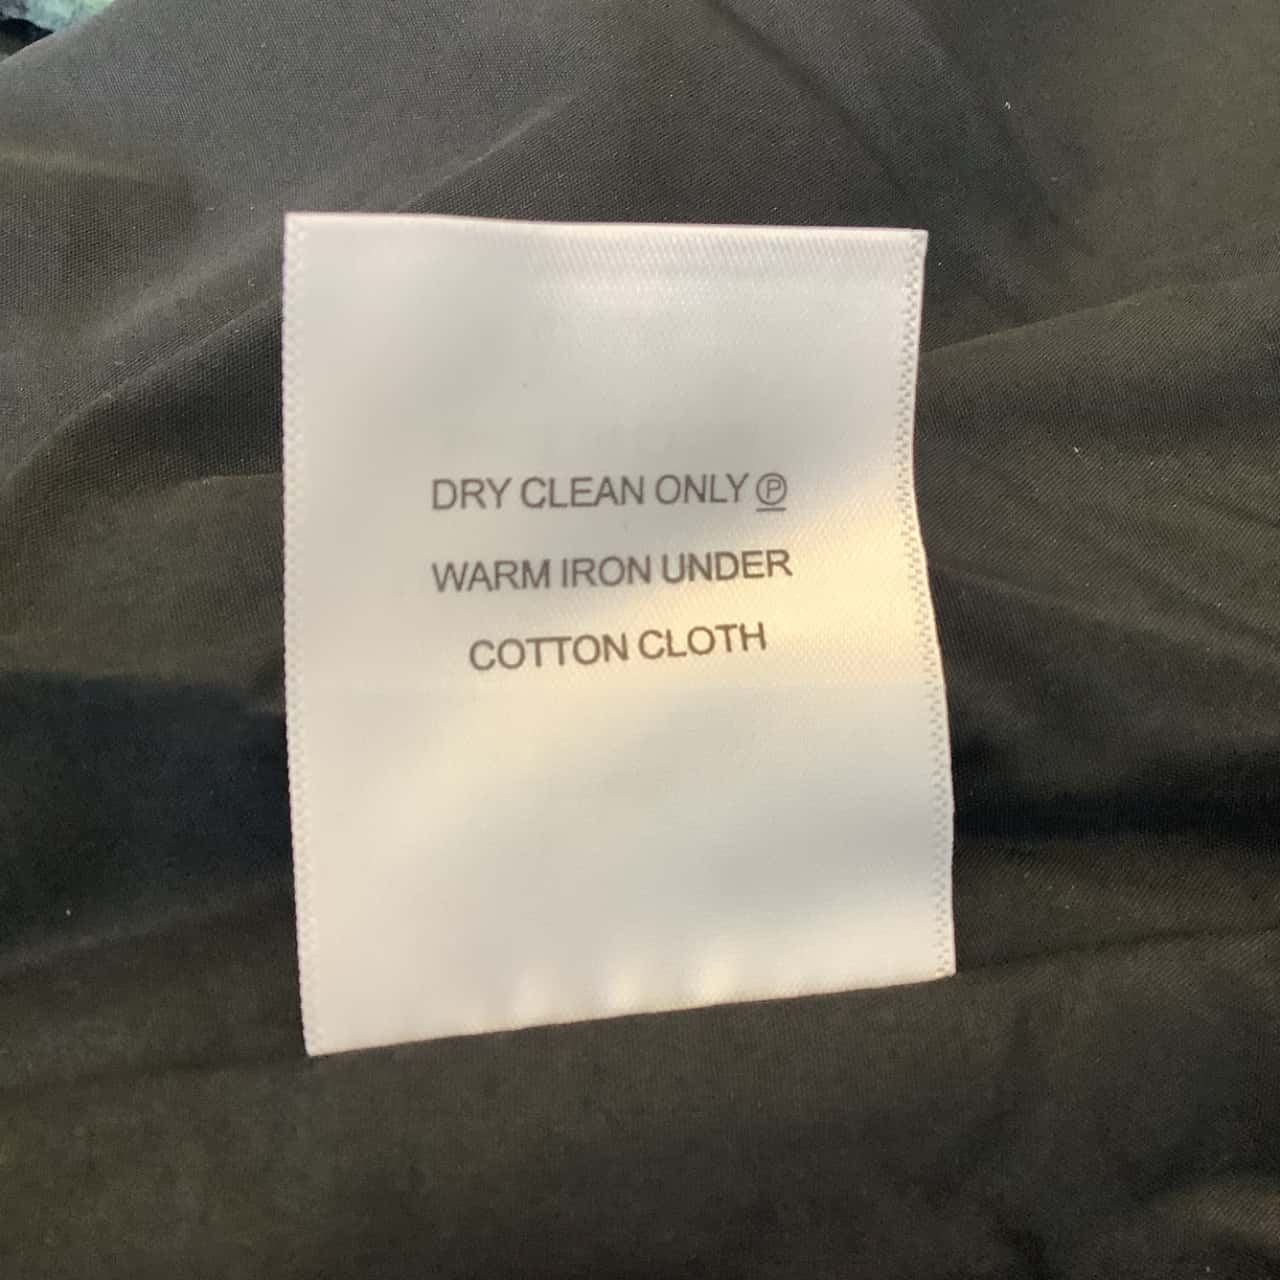 DRY CLEAN ONLY Ⓟ
WARM IRON UNDER
COTTON CLOTH